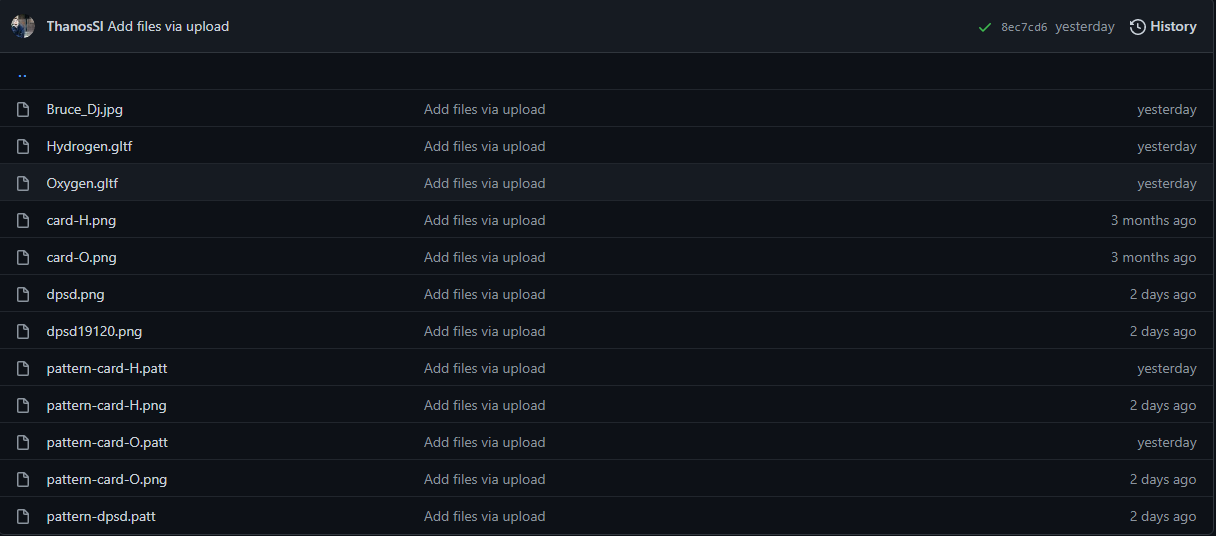 ThanosSI Add files via upload 8ec7cd6 yesterday History
..
Bruce_Dj.jpg Add files via upload yesterday
Hydrogen.gltf Add files via upload yesterday
Oxygen.gltf Add files via upload yesterday
card-H.png Add files via upload 3 months ago
card-O.png Add files via upload 3 months ago
dpsd.png Add files via upload 2 days ago
dpsd19120.png Add files via upload 2 days ago
pattern-card-H.patt Add files via upload yesterday
pattern-card-H.png Add files via upload 2 days ago
pattern-card-O.patt Add files via upload yesterday
pattern-card-O.png Add files via upload 2 days ago
pattern-dpsd.patt Add files via upload 2 days ago